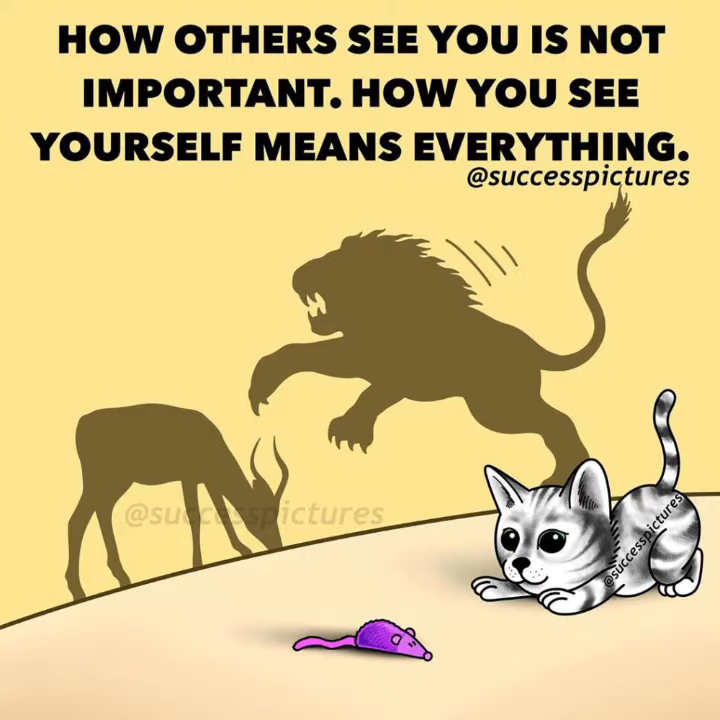 HOW OTHERS SEE YOU IS NOT
IMPORTANT. HOW YOU SEE
YOURSELF MEANS EVERYTHING.
@successpictures
@successpictures
@successpictures